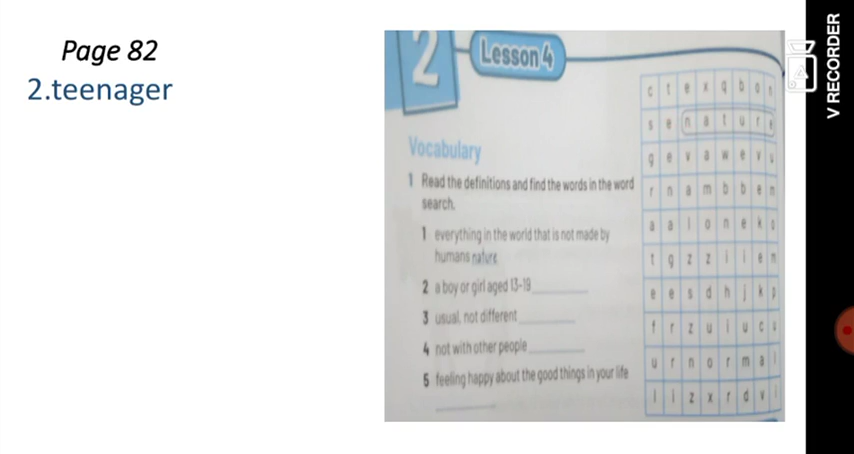 Page 82
2.teenager
2
Lesson 4
Vocabulary
1 Read the definitions and find the words in the word
search.
1 everything in the world that is not made by
humans nature
2 a boy or girl aged 13-19
3 usual, not different
4 not with other people
5 feeling happy about the good things in your life
c t e x q b o n
s e n a t u r e
g e v a w e v u
r n a m b b e n
a a l o n e k o
t g z z i i e n
e e s d h j k p
f r z u i u c u
u r n o r m a l
l i z x r d v i
V RECORDER